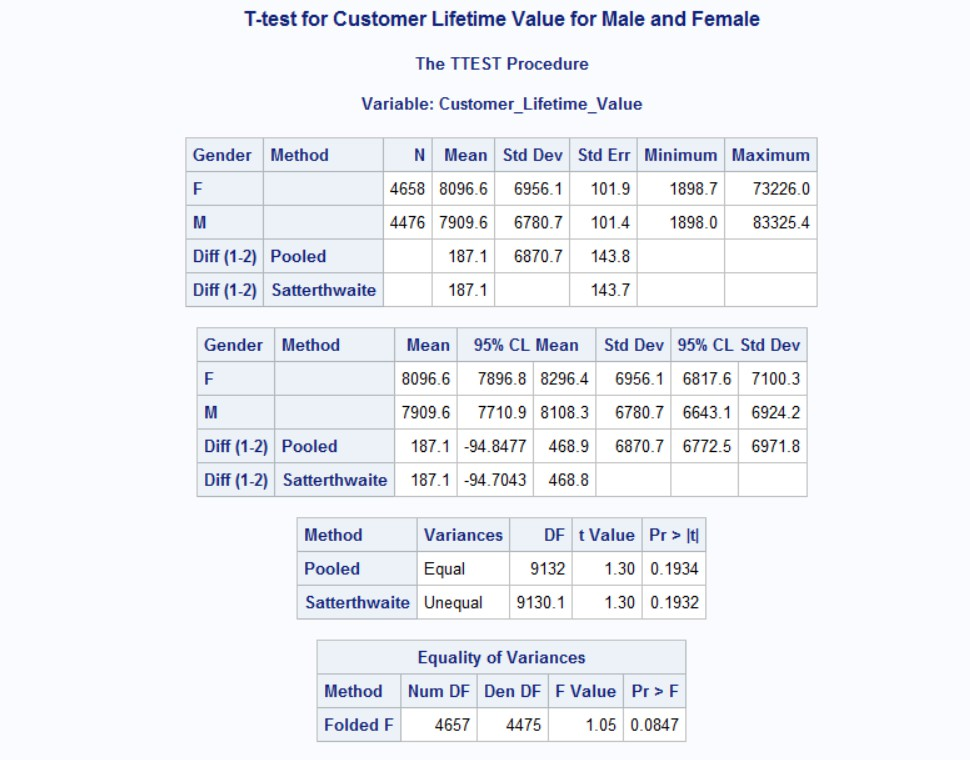 T-test for Customer Lifetime Value for Male and Female
The TTEST Procedure
Variable: Customer_Lifetime_Value
Gender Method N Mean Std Dev Std Err Minimum Maximum
F 4658 8096.6 6956.1 101.9 1898.7 73226.0
M 4476 7909.6 6780.7 101.4 1898.0 83325.4
Diff (1-2) Pooled 187.1 6870.7 143.8
Diff (1-2) Satterthwaite 187.1 143.7
Gender Method Mean 95% CL Mean Std Dev 95% CL Std Dev
F 8096.6 7896.8 8296.4 6956.1 6817.6 7100.3
M 7909.6 7710.9 8108.3 6780.7 6643.1 6924.2
Diff (1-2) Pooled 187.1 -94.8477 468.9 6870.7 6772.5 6971.8
Diff (1-2) Satterthwaite 187.1 -94.7043 468.8
Method Variances DF t Value Pr > |t|
Pooled Equal 9132 1.30 0.1934
Satterthwaite Unequal 9130.1 1.30 0.1932
Equality of Variances
Method Num DF Den DF F Value Pr > F
Folded F 4657 4475 1.05 0.0847